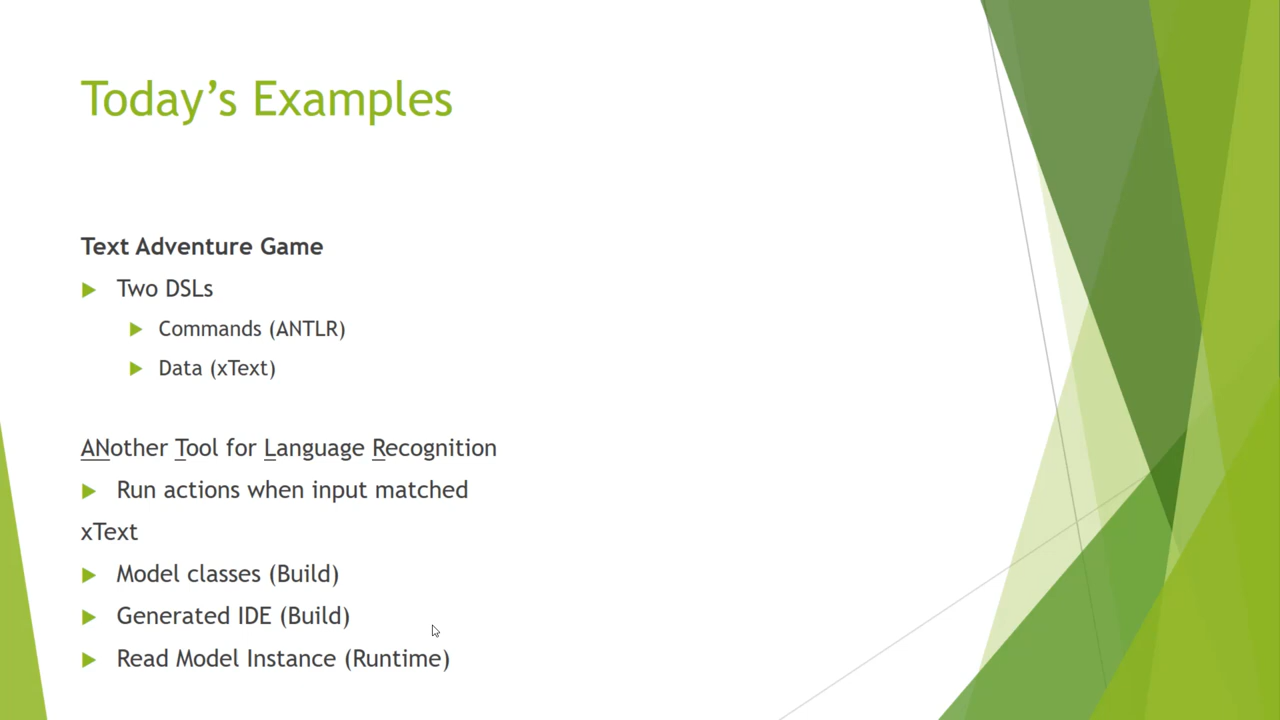 Today’s Examples
Text Adventure Game
Two DSLs
Commands (ANTLR)
Data (xText)
ANother Tool for Language Recognition
Run actions when input matched
xText
Model classes (Build)
Generated IDE (Build)
Read Model Instance (Runtime)